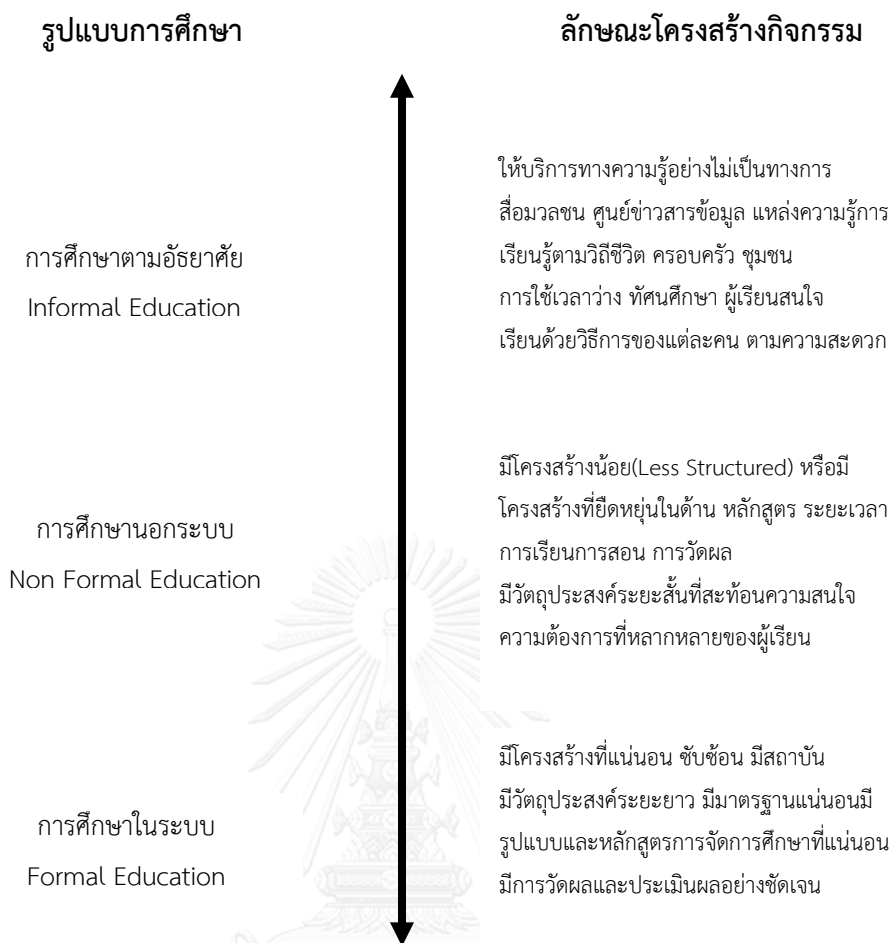 รูปแบบการศึกษา
ลักษณะโครงสร้างกิจกรรม
การศึกษาตามอัธยาศัย
Informal Education
ให้บริการทางความรู้อย่างไม่เป็นทางการ
สื่อมวลชน ศูนย์ข่าวสารข้อมูล แหล่งความรู้การ
เรียนรู้ตามวิถีชีวิต ครอบครัว ชุมชน
การใช้เวลาว่าง ทัศนศึกษา ผู้เรียนสนใจ
เรียนด้วยวิธีการของแต่ละคน ตามความสะดวก
การศึกษานอกระบบ
Non Formal Education
มีโครงสร้างน้อย(Less Structured) หรือมี
โครงสร้างที่ยืดหยุ่นในด้าน หลักสูตร ระยะเวลา
การเรียนการสอน การวัดผล
มีวัตถุประสงค์ระยะสั้นที่สะท้อนความสนใจ
ความต้องการที่หลากหลายของผู้เรียน
การศึกษาในระบบ
Formal Education
มีโครงสร้างที่แน่นอน ซับซ้อน มีสถาบัน
มีวัตถุประสงค์ระยะยาว มีมาตรฐานแน่นอนมี
รูปแบบและหลักสูตรการจัดการศึกษาที่แน่นอน
มีการวัดผลและประเมินผลอย่างชัดเจน